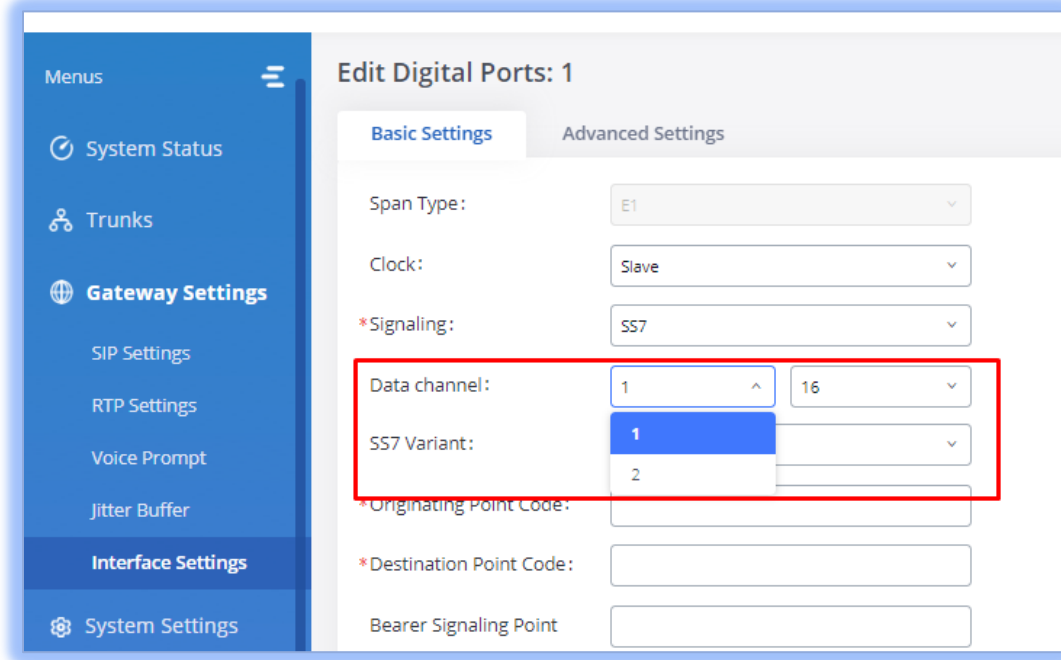 Menus
System Status
Trunks
Gateway Settings
SIP Settings
RTP Settings
Voice Prompt
Jitter Buffer
Interface Settings
System Settings
Edit Digital Ports: 1
Basic Settings Advanced Settings
Span Type: E1
Clock: Slave
*Signaling: SS7
Data channel: 1 16
1
2
SS7 Variant:
*Originating Point Code:
*Destination Point Code:
Bearer Signaling Point